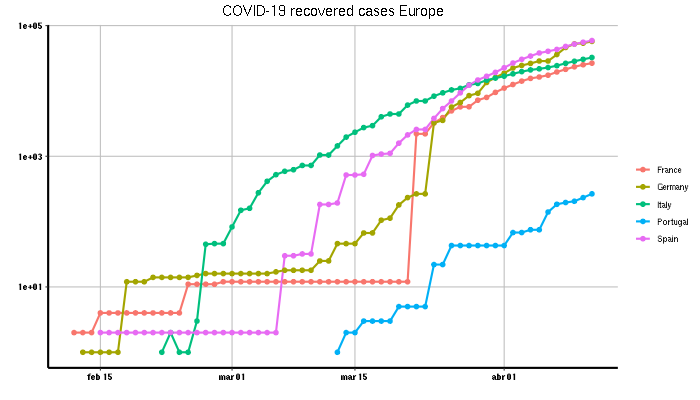 COVID-19 recovered cases Europe
1e+05
1e+03
1e+01
feb 15
mar 01
mar 15
abr 01
France
Germany
Italy
Portugal
Spain